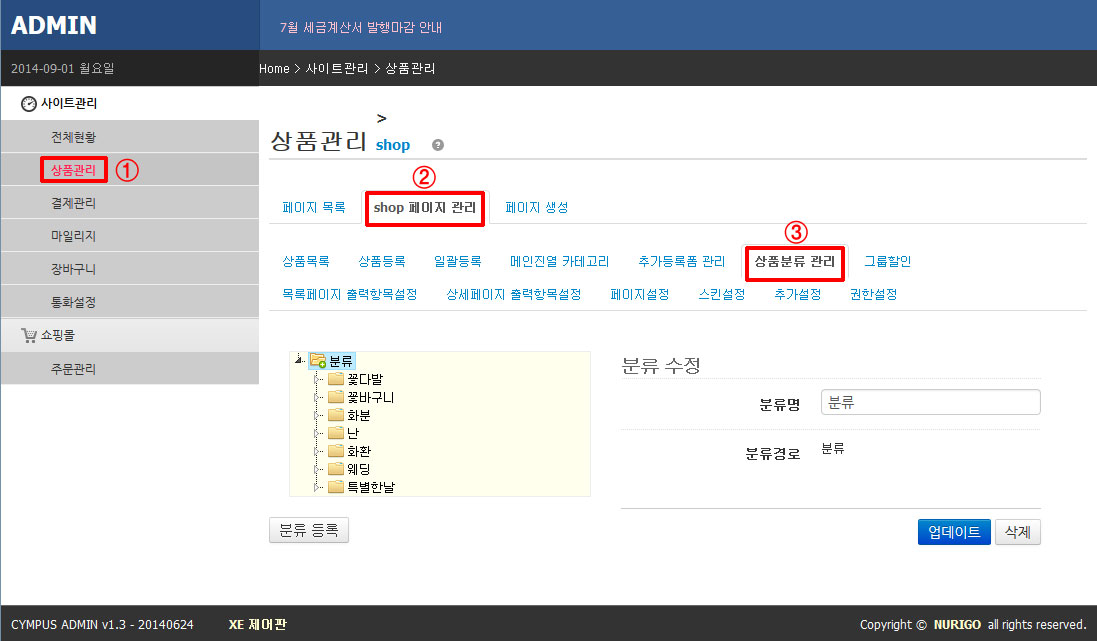 ADMIN
7월 세금계산서 발행마감 안내
2014-09-01 월요일
Home > 사이트관리 > 상품관리
사이트관리
전체현황
상품관리 ①
결제관리
마일리지
장바구니
통화설정
쇼핑몰
주문관리
>
상품관리 shop ?
②
페이지 목록 shop 페이지 관리 페이지 생성
③
상품목록 상품등록 일괄등록 메인진열 카테고리 추가등록폼 관리 상품분류 관리 그룹할인
목록페이지 출력항목설정 상세페이지 출력항목설정 페이지설정 스킨설정 추가설정 권한설정
분류
꽃다발
꽃바구니
화분
난
화환
웨딩
특별한날
분류 등록
분류 수정
분류명 분류
분류경로 분류
업데이트 삭제
CYMPUS ADMIN v1.3 - 20140624 XE 제어판
Copyright © NURIGO all rights reserved.